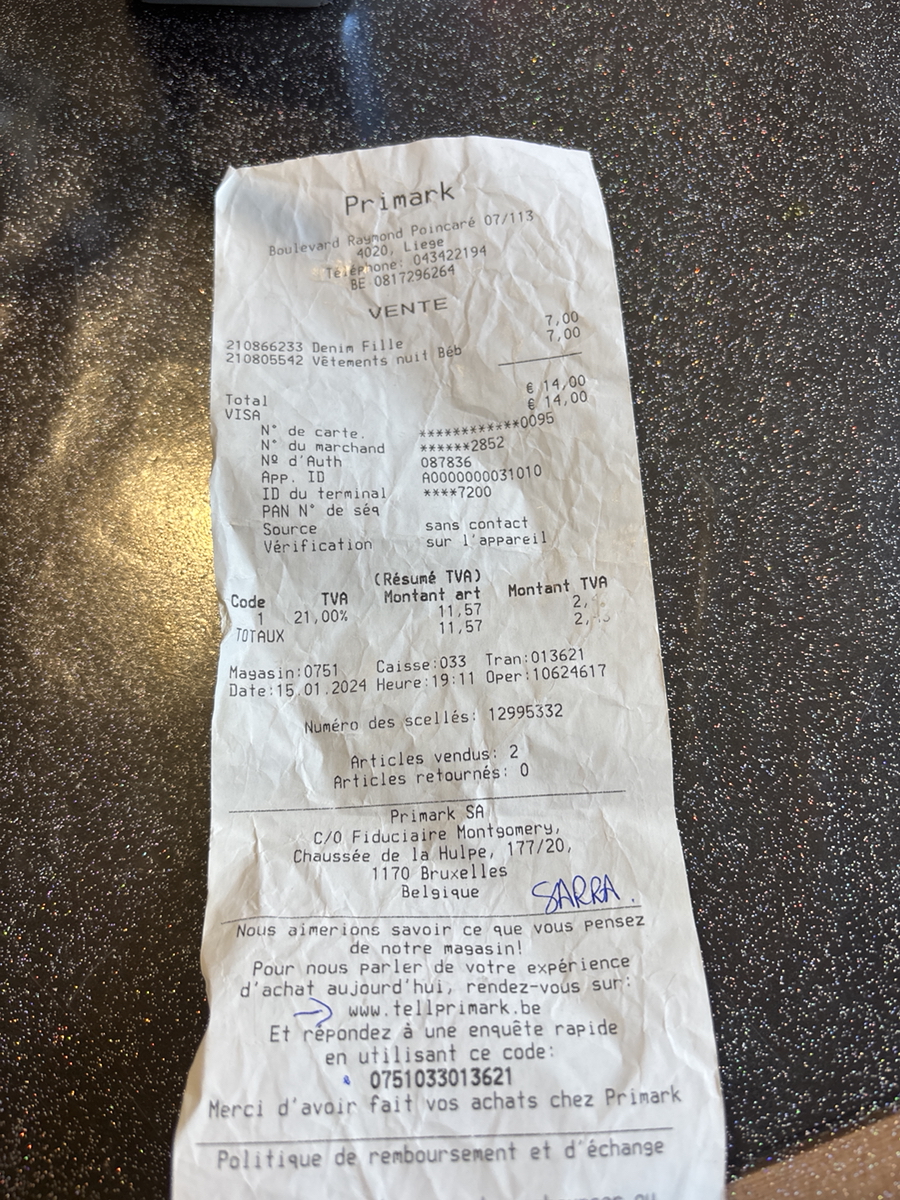 Primark
Boulevard Raymond Poincaré 07/113
4020, Liege
Téléphone: 043422194
BE 0817296264
VENTE
210866233 Denim Fille 7,00
210805542 Vêtements nuit Béb 7,00
Total € 14,00
VISA € 14,00
N° de carte. ************0095
N° du marchand ******2852
Nº d'Auth 087836
App. ID A0000000031010
ID du terminal ****7200
PAN N° de séq
Source sans contact
Vérification sur l'appareil
(Résumé TVA)
Code TVA Montant art Montant TVA
1 21,00% 11,57
TOTAUX 11,57
Magasin:0751 Caisse:033 Tran:013621
Date:15.01.2024 Heure:19:11 Oper:10624617
Numéro des scellés: 12995332
Articles vendus: 2
Articles retournés: 0
Primark SA
C/O Fiduciaire Montgomery,
Chaussée de la Hulpe, 177/20,
1170 Bruxelles
Belgique
SARRA.
Nous aimerions savoir ce que vous pensez
de notre magasin!
Pour nous parler de votre expérience
d'achat aujourd'hui, rendez-vous sur:
→ www.tellprimark.be
Et répondez à une enquête rapide
en utilisant ce code:
0751033013621
Merci d'avoir fait vos achats chez Primark
Politique de remboursement et d'échange